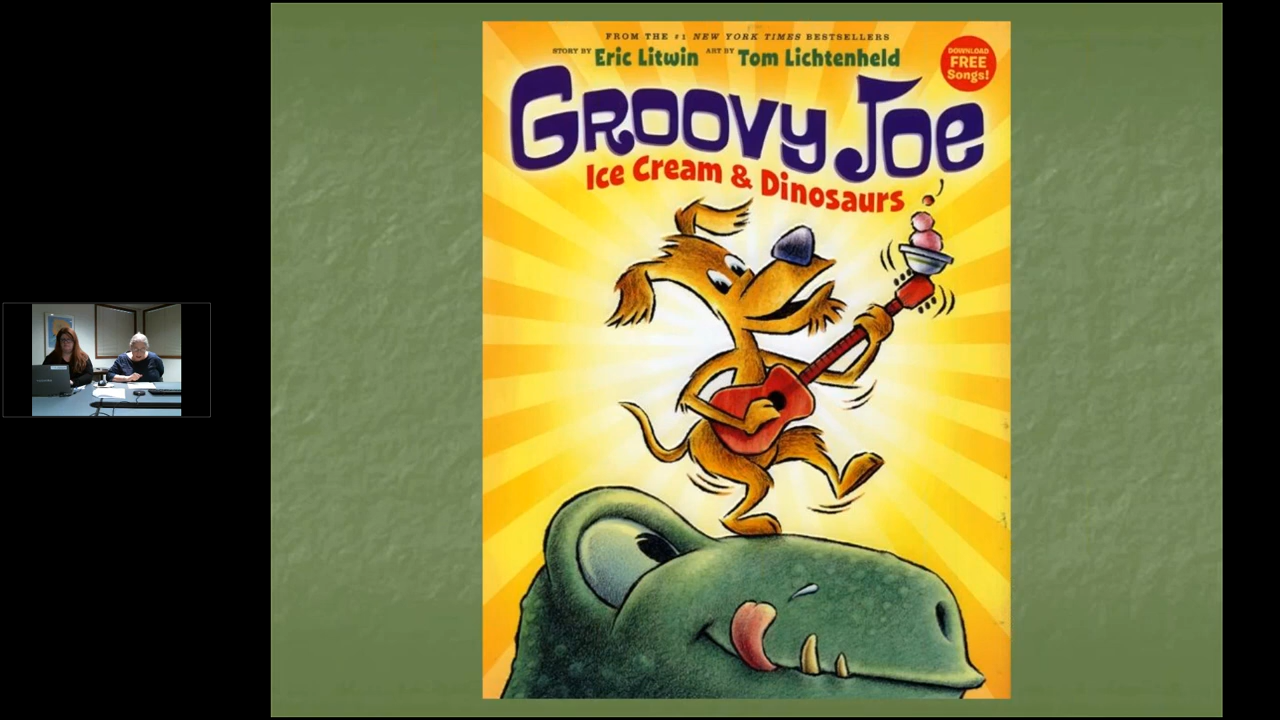 FROM THE #1 NEW YORK TIMES BESTSELLERS
STORY BY Eric Litwin ART BY Tom Lichtenheld
DOWNLOAD
FREE
Songs!
GROOVY JOE
Ice Cream & Dinosaurs